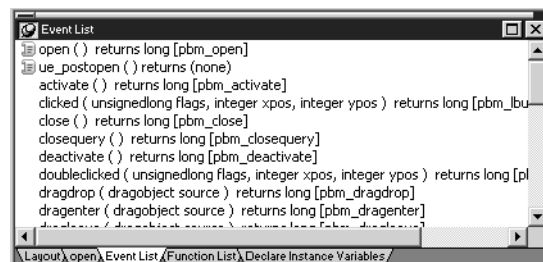 Event List
open ( ) returns long [pbm_open]
ue_postopen ( ) returns (none)
activate ( ) returns long [pbm_activate]
clicked ( unsignedlong flags, integer xpos, integer ypos ) returns long [pbm_lbu
close ( ) returns long [pbm_close]
closequery ( ) returns long [pbm_closequery]
deactivate ( ) returns long [pbm_deactivate]
doubleclicked ( unsignedlong flags, integer xpos, integer ypos ) returns long [pl
dragdrop ( dragobject source ) returns long [pbm_dragdrop]
dragenter ( dragobject source ) returns long [pbm_dragenter]
Layout open Event List Function List Declare Instance Variables